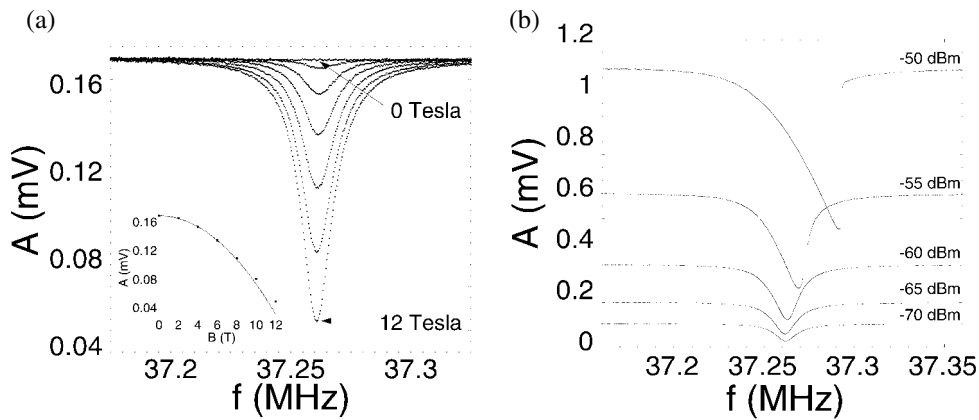 (a)
A (mV)
0.16
0.12
0.08
0.04
37.2
37.25
37.3
f (MHz)
0 Tesla
12 Tesla
A (mV)
0.16
0.12
0.08
0.04
0 2 4 6 8 10 12
B (T)
(b)
A (mV)
1.2
1
0.8
0.6
0.4
0.2
0
37.2
37.25
37.3
37.35
f (MHz)
-50 dBm
-55 dBm
-60 dBm
-65 dBm
-70 dBm